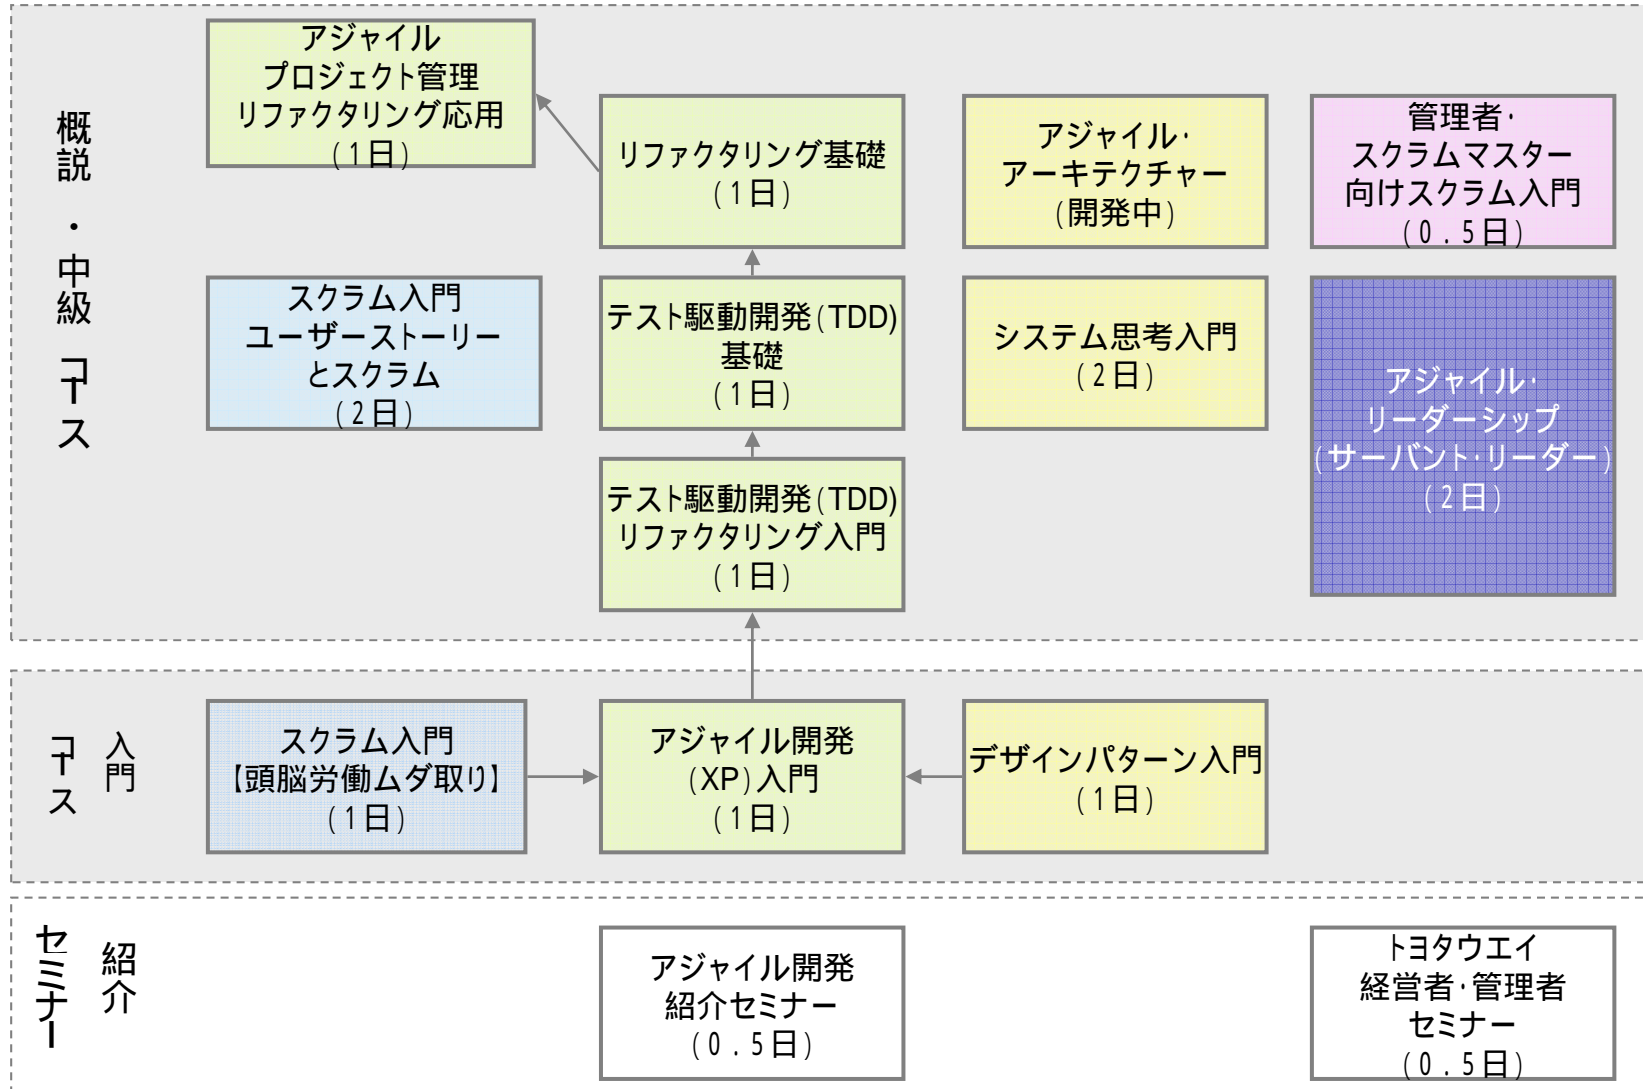 概説・中級コース
アジャイル
プロジェクト管理
リファクタリング応用
(1日)
リファクタリング基礎
(1日)
アジャイル・
アーキテクチャー
(開発中)
管理者・
スクラムマスター
向けスクラム入門
(0.5日)
スクラム入門
ユーザーストーリー
とスクラム
(2日)
テスト駆動開発(TDD)
基礎
(1日)
システム思考入門
(2日)
アジャイル・
リーダーシップ
(サーバント・リーダー)
(2日)
テスト駆動開発(TDD)
リファクタリング入門
(1日)
入門
コース
スクラム入門
【頭脳労働ムダ取り】
(1日)
アジャイル開発
(XP)入門
(1日)
デザインパターン入門
(1日)
紹介
セミナー
アジャイル開発
紹介セミナー
(0.5日)
トヨタウエイ
経営者・管理者
セミナー
(0.5日)